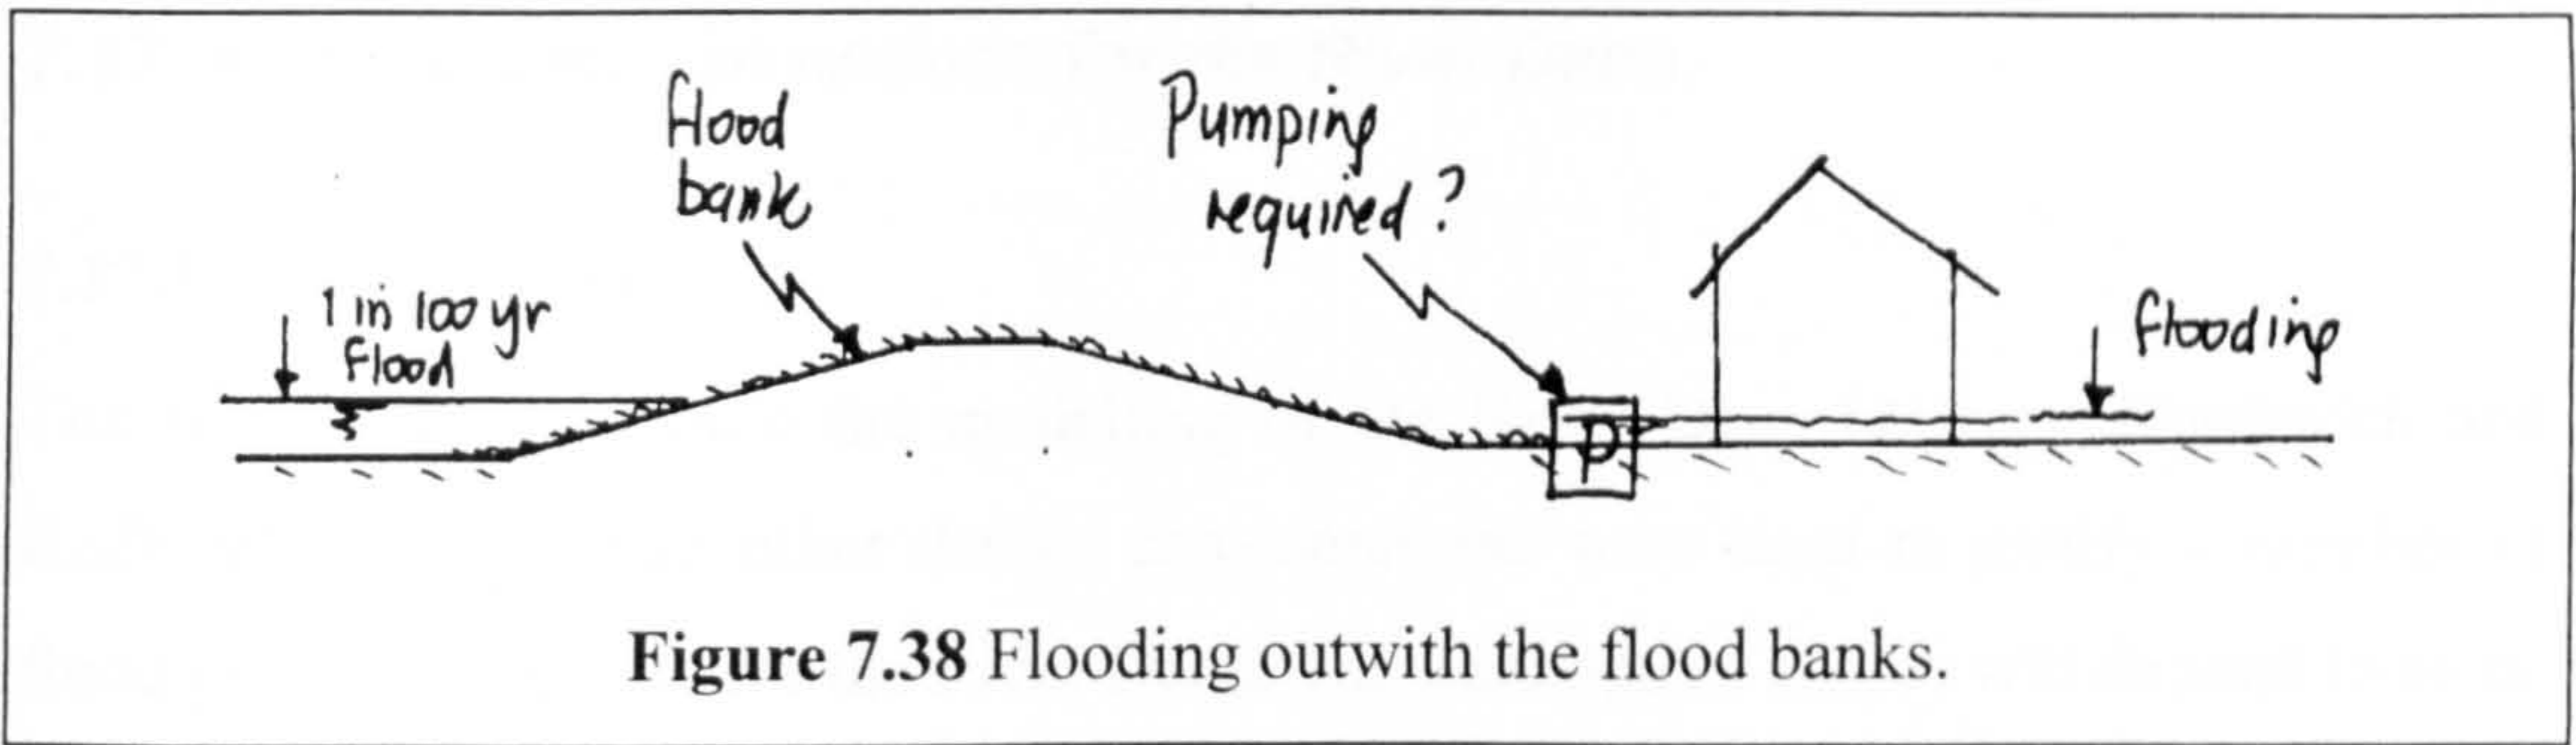 flood
bank
Pumping
required?
1 in 100 yr
flood
flooding
P
Figure 7.38 Flooding outwith the flood banks.